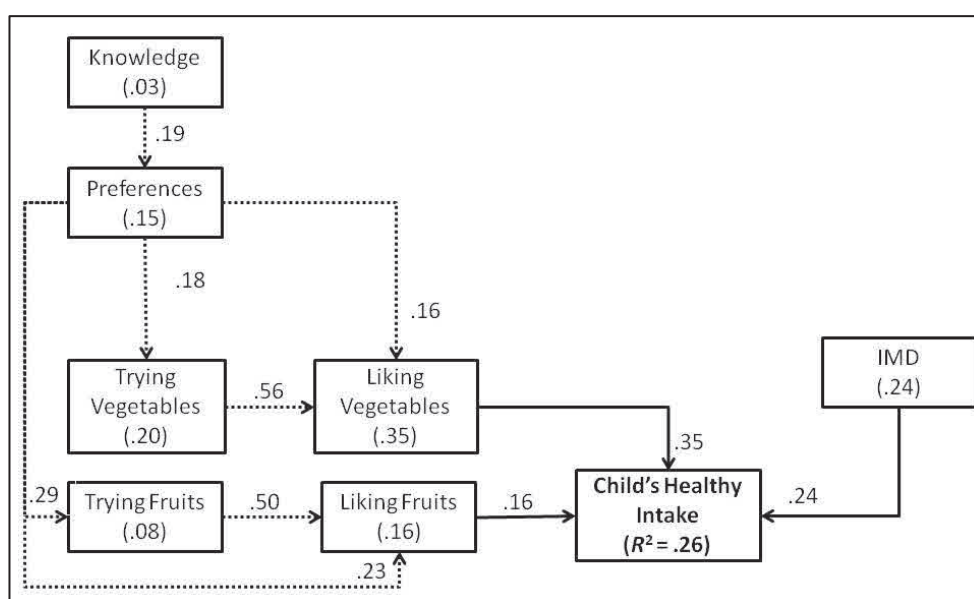 Knowledge
(.03)
.19
Preferences
(.15)
.18
.16
Trying
Vegetables
(.20)
.56
Liking
Vegetables
(.35)
IMD
(.24)
.35
.24
.29
Trying Fruits
(.08)
.50
Liking Fruits
(.16)
.16
Child's Healthy
Intake
(R² = .26)
.23